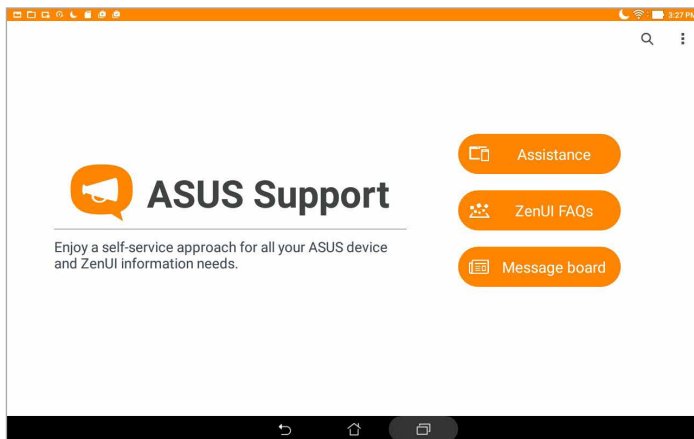 3:27 PM
ASUS Support
Enjoy a self-service approach for all your ASUS device
and ZenUI information needs.
Assistance
ZenUI FAQs
Message board